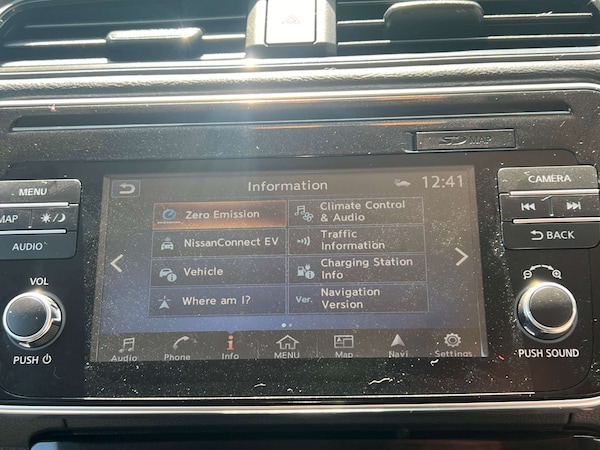 SD MAP
MENU
MAP
AUDIO
VOL
PUSH
Information
12:41
Zero Emission
Climate Control
& Audio
NissanConnect EV
Traffic
Information
Vehicle
Charging Station
Info
Where am I?
Ver.
Navigation
Version
Audio
Phone
Info
MENU
Map
Navi
Settings
CAMERA
BACK
PUSH SOUND